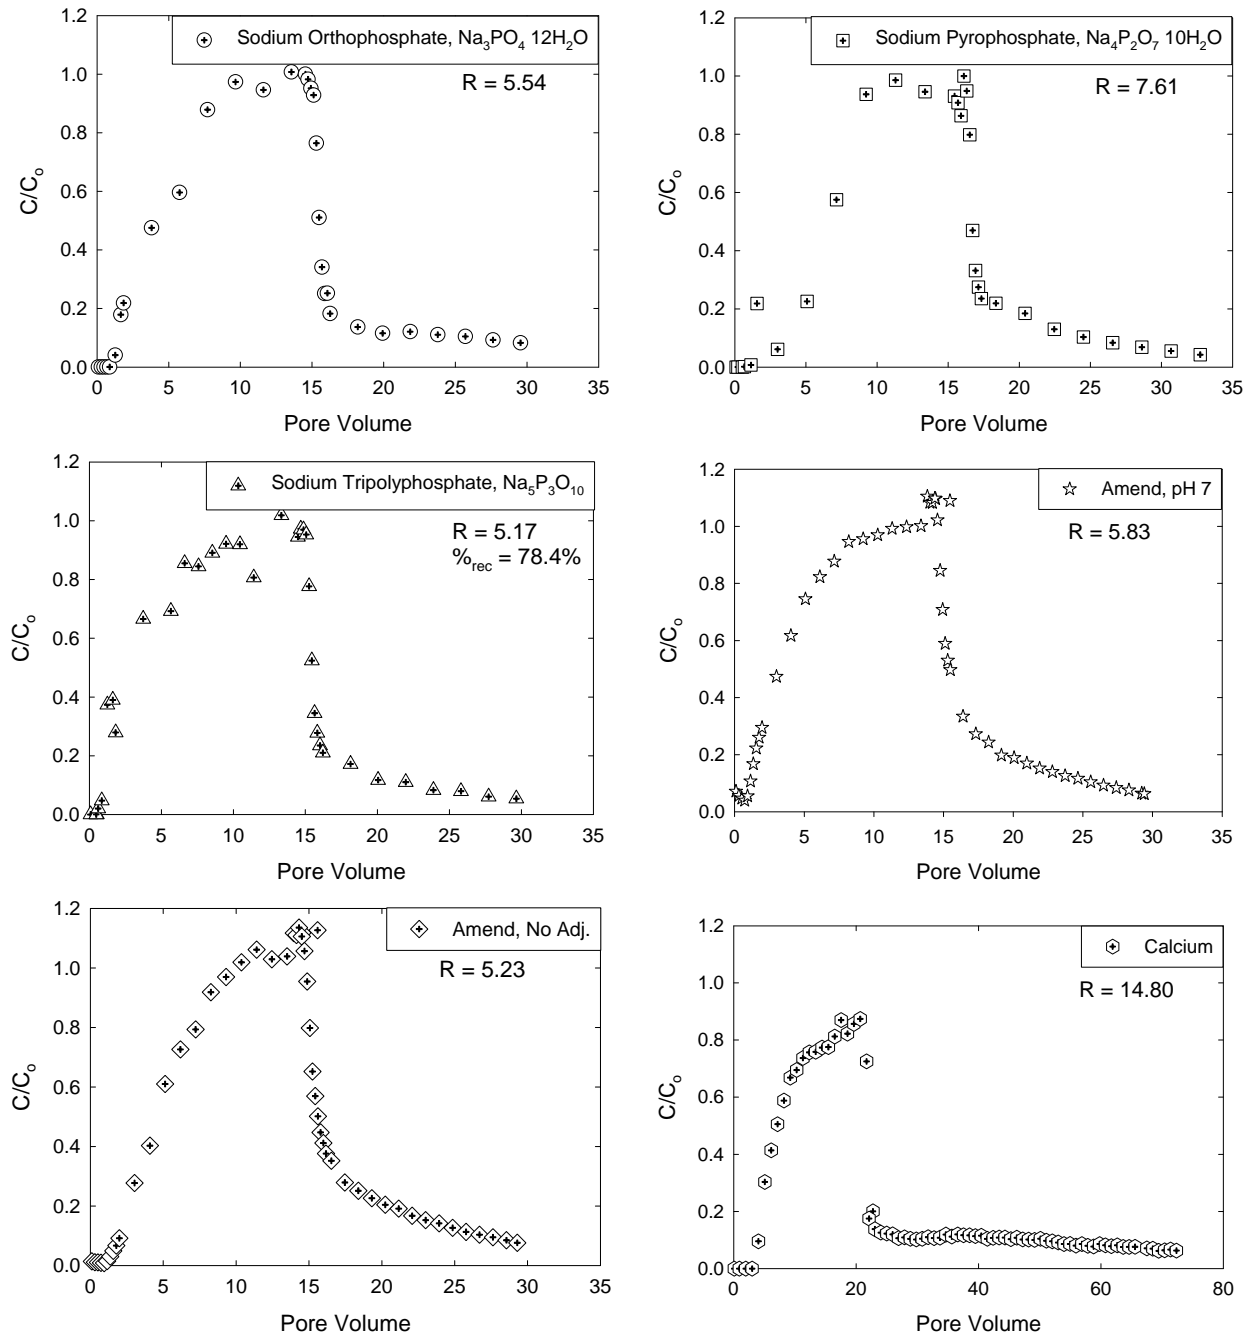 Sodium Orthophosphate, Na₃PO₄ 12H₂O
R = 5.54
C/Cₒ
1.2
1.0
0.8
0.6
0.4
0.2
0.0
0 5 10 15 20 25 30 35
Pore Volume
Sodium Pyrophosphate, Na₄P₂O₇ 10H₂O
R = 7.61
C/Cₒ
1.2
1.0
0.8
0.6
0.4
0.2
0.0
0 5 10 15 20 25 30 35
Pore Volume
Sodium Tripolyphosphate, Na₅P₃O₁₀
R = 5.17
%rec = 78.4%
C/Cₒ
1.2
1.0
0.8
0.6
0.4
0.2
0.0
0 5 10 15 20 25 30 35
Pore Volume
Amend, pH 7
R = 5.83
C/Cₒ
1.2
1.0
0.8
0.6
0.4
0.2
0.0
0 5 10 15 20 25 30 35
Pore Volume
Amend, No Adj.
R = 5.23
C/Cₒ
1.2
1.0
0.8
0.6
0.4
0.2
0.0
0 5 10 15 20 25 30 35
Pore Volume
Calcium
R = 14.80
C/Cₒ
1.2
1.0
0.8
0.6
0.4
0.2
0.0
0 20 40 60 80
Pore Volume